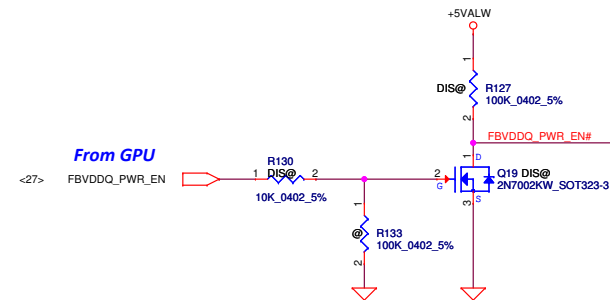 +5VALW
1
DIS@
R127
100K_0402_5%
2
FBVDDQ_PWR_EN#
From GPU
<27>
FBVDDQ_PWR_EN
1
R130
DIS@
2
10K_0402_5%
1
D
2
G
Q19 DIS@
2N7002KW_SOT323-3
S
3
1
@
R133
100K_0402_5%
2